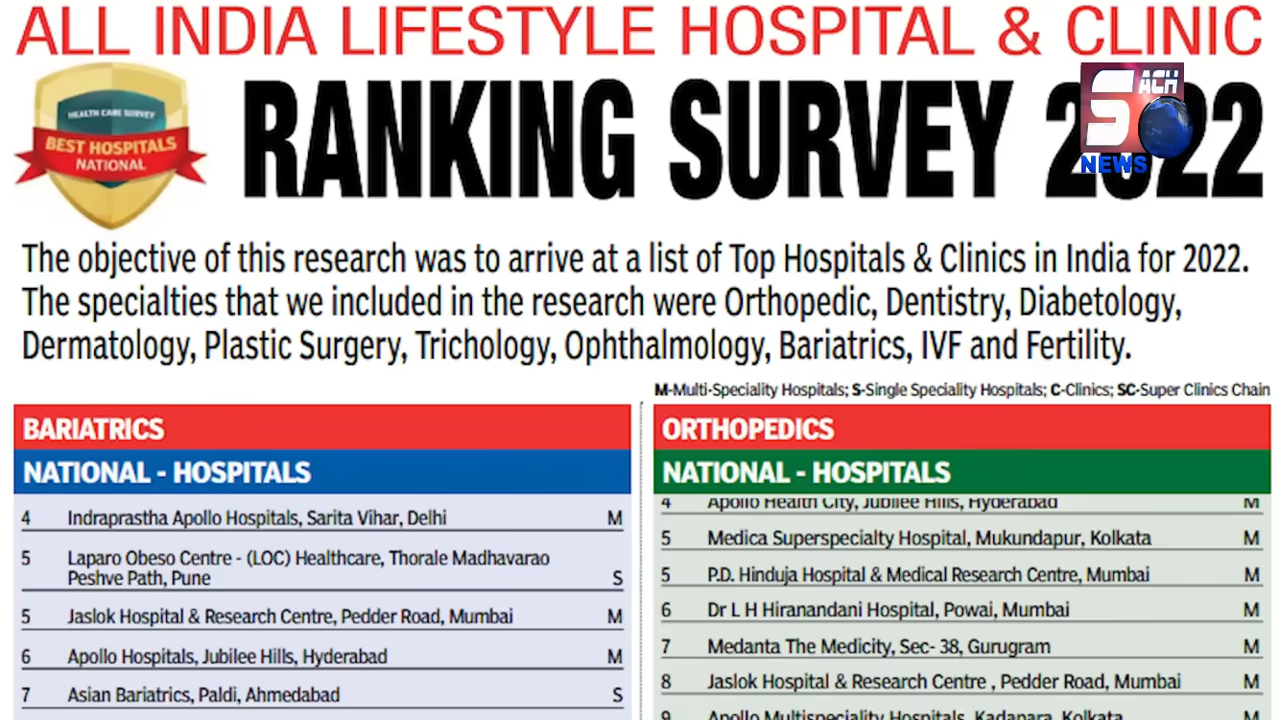 ALL INDIA LIFESTYLE HOSPITAL & CLINIC
HEALTH CARE SURVEY
BEST HOSPITALS
NATIONAL
RANKING SURVEY 2022
SACH
NEWS
The objective of this research was to arrive at a list of Top Hospitals & Clinics in India for 2022.
The specialties that we included in the research were Orthopedic, Dentistry, Diabetology,
Dermatology, Plastic Surgery, Trichology, Ophthalmology, Bariatrics, IVF and Fertility.
M-Multi-Speciality Hospitals; S-Single Speciality Hospitals; C-Clinics; SC-Super Clinics Chain
BARIATRICS
NATIONAL - HOSPITALS
4 Indraprastha Apollo Hospitals, Sarita Vihar, Delhi M
5 Laparo Obeso Centre - (LOC) Healthcare, Thorale Madhavarao
Peshve Path, Pune S
5 Jaslok Hospital & Research Centre, Pedder Road, Mumbai M
6 Apollo Hospitals, Jubilee Hills, Hyderabad M
7 Asian Bariatrics, Paldi, Ahmedabad S
ORTHOPEDICS
NATIONAL - HOSPITALS
4 Apollo Health City, Jubilee Hills, Hyderabad M
5 Medica Superspecialty Hospital, Mukundapur, Kolkata M
5 P.D. Hinduja Hospital & Medical Research Centre, Mumbai M
6 Dr L H Hiranandani Hospital, Powai, Mumbai M
7 Medanta The Medicity, Sec- 38, Gurugram M
8 Jaslok Hospital & Research Centre , Pedder Road, Mumbai M
9 Apollo Multispeciality Hospitals, Kadapara, Kolkata M